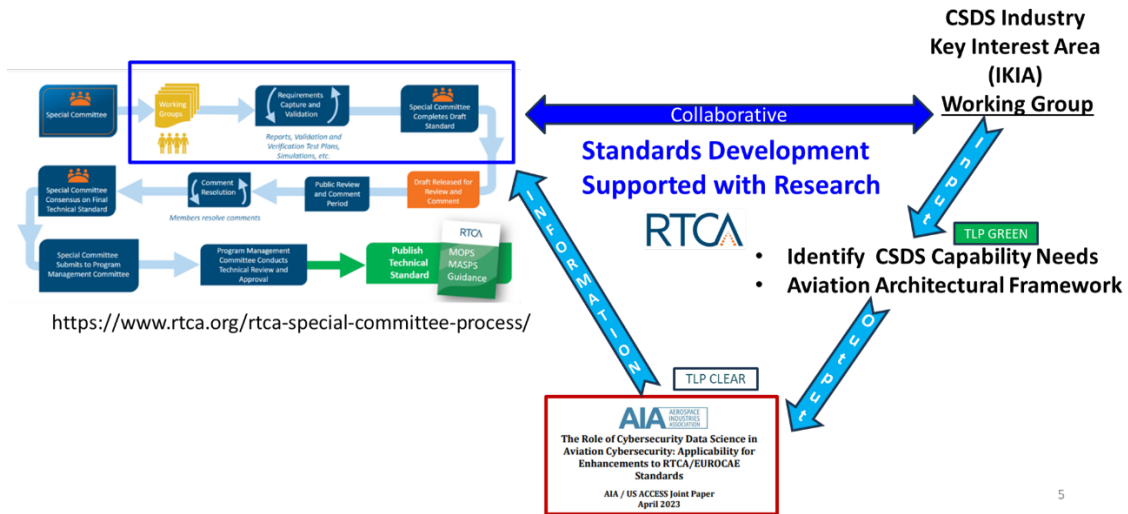 CSDS Industry
Key Interest Area
(IKIA)
Working Group
Special Committee
Working
Groups
Requirements
Capture and
Validation
Special Committee
Completes Draft
Standard
Reports, Validation and
Verification Test Plans,
Simulations, etc.
Special Committee
Consensus on Final
Technical Standard
Comment
Resolution
Members resolve comments
Public Review
and Comment
Period
Draft Released for
Review and
Comment
Special Committee
Submits to Program
Management Committee
Program Management
Committee Conducts
Technical Review and
Approval
Publish
Technical
Standard
RTCA
MOPS
MASPS
Guidance
https://www.rtca.org/rtca-special-committee-process/
Collaborative
Standards Development
Supported with Research
RTCA
Input
TLP GREEN
• Identify CSDS Capability Needs
• Aviation Architectural Framework
Output
INFORMATION
TLP CLEAR
AIA AEROSPACE
INDUSTRIES
ASSOCIATION
The Role of Cybersecurity Data Science in
Aviation Cybersecurity: Applicability for
Enhancements to RTCA/EUROCAE
Standards
AIA / US ACCESS Joint Paper
April 2023
5